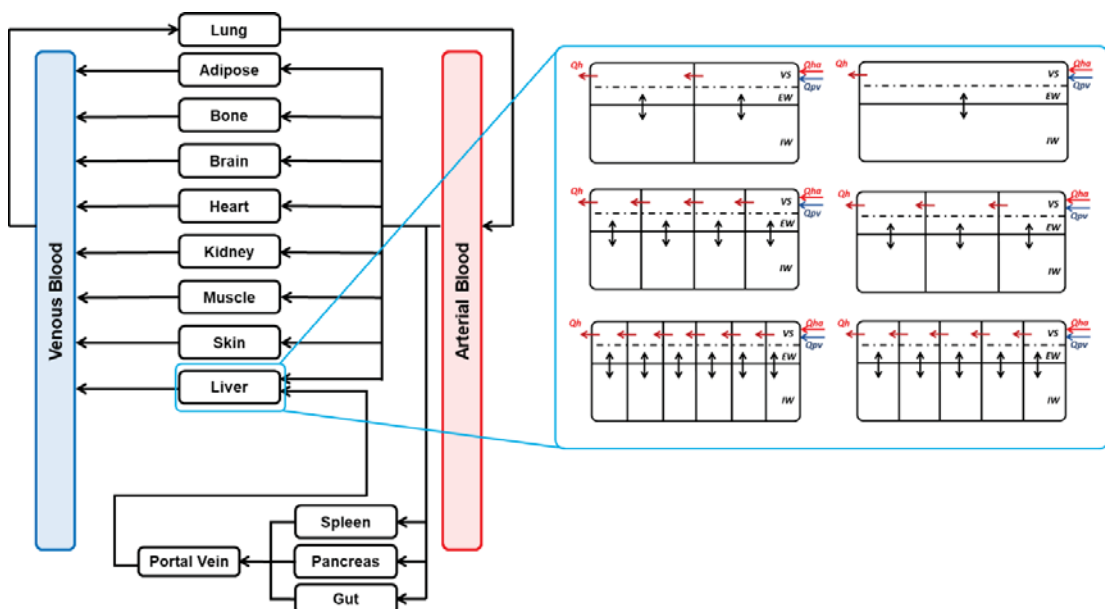 Lung
Adipose
Bone
Brain
Heart
Kidney
Muscle
Skin
Liver
Spleen
Portal Vein
Pancreas
Gut
Venous Blood
Arterial Blood
Qh
VS
Qha
Qpv
EW
IW
Qh
VS
Qha
Qpv
EW
IW
Qh
VS
Qha
Qpv
EW
IW
Qh
VS
Qha
Qpv
EW
IW
Qh
VS
Qha
Qpv
EW
IW
Qh
VS
Qha
Qpv
EW
IW